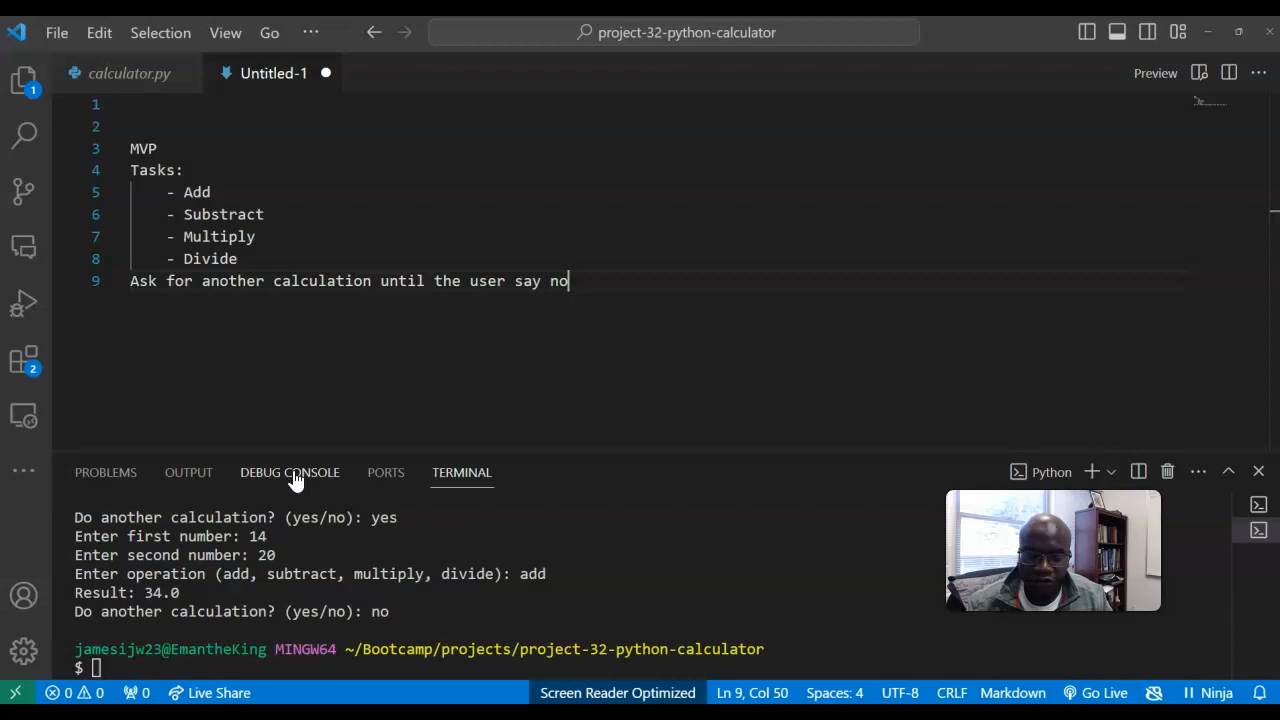 File Edit Selection View Go ··· project-32-python-calculator
calculator.py Untitled-1 Preview
1
2
3 MVP
4 Tasks:
5 - Add
6 - Substract
7 - Multiply
8 - Divide
9 Ask for another calculation until the user say no
1
2
PROBLEMS OUTPUT DEBUG CONSOLE PORTS TERMINAL Python
Do another calculation? (yes/no): yes
Enter first number: 14
Enter second number: 20
Enter operation (add, subtract, multiply, divide): add
Result: 34.0
Do another calculation? (yes/no): no
jamesijw23@EmantheKing MINGW64 ~/Bootcamp/projects/project-32-python-calculator
$
0 0 0 Live Share Screen Reader Optimized Ln 9, Col 50 Spaces: 4 UTF-8 CRLF Markdown Go Live Ninja